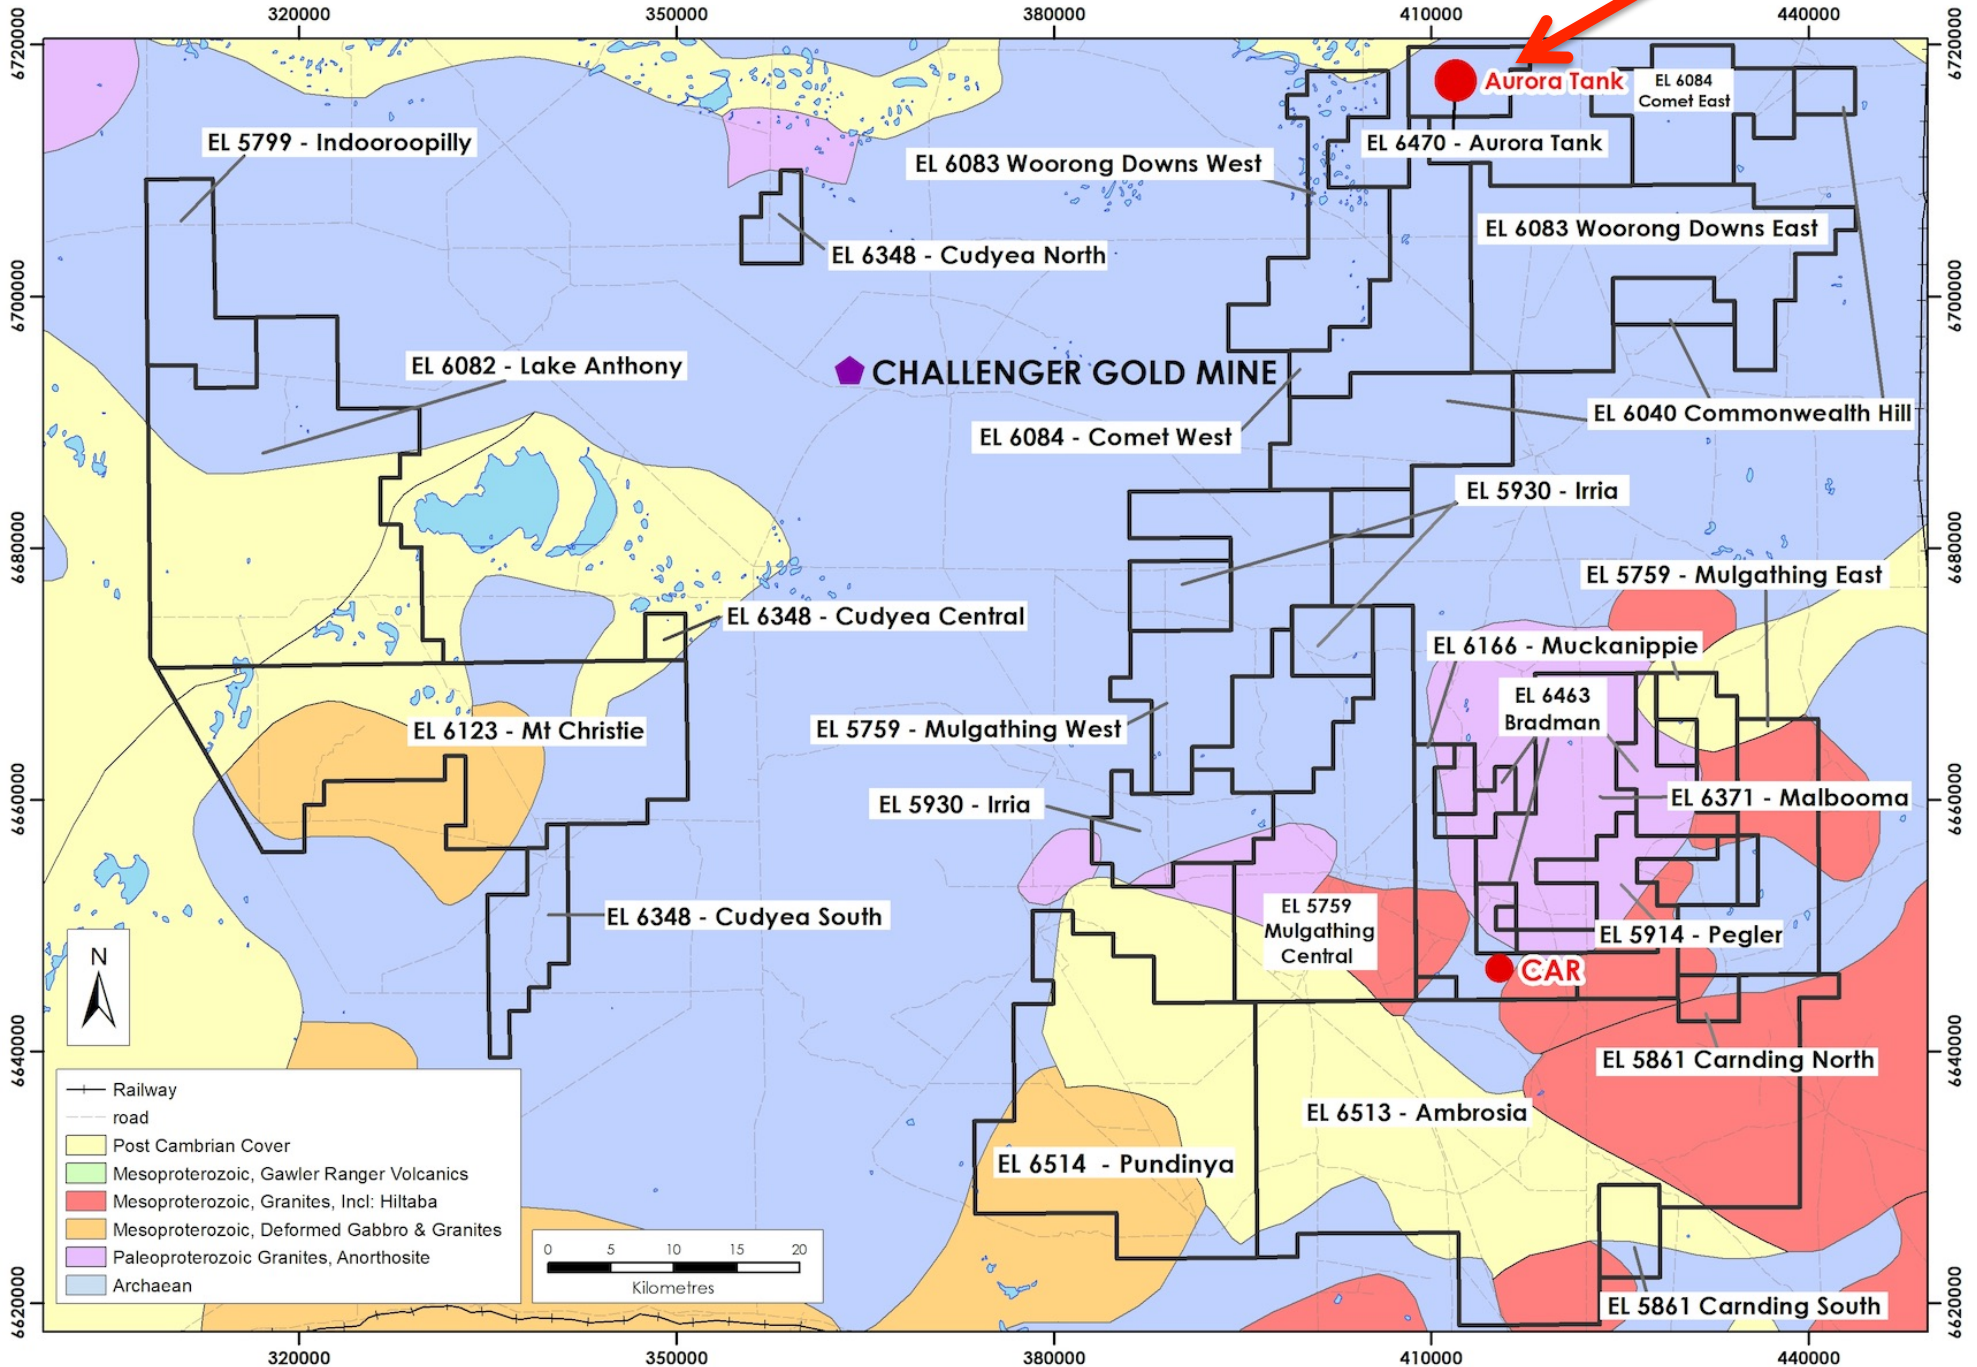 320000
350000
380000
410000
440000
6720000
6720000
Aurora Tank
EL 6084
Comet East
EL 5799 - Indooroopilly
EL 6470 - Aurora Tank
EL 6083 Woorong Downs West
EL 6083 Woorong Downs East
EL 6348 - Cudyea North
6700000
6700000
EL 6082 - Lake Anthony
CHALLENGER GOLD MINE
EL 6040 Commonwealth Hill
EL 6084 - Comet West
EL 5930 - Irria
6680000
6680000
EL 5759 - Mulgathing East
EL 6348 - Cudyea Central
EL 6166 - Muckanippie
EL 6463
Bradman
EL 6123 - Mt Christie
EL 5759 - Mulgathing West
6660000
6660000
EL 5930 - Irria
EL 6371 - Malbooma
EL 6348 - Cudyea South
EL 5759
Mulgathing
Central
EL 5914 - Pegler
N
CAR
6640000
6640000
EL 5861 Carnding North
Railway
road
Post Cambrian Cover
Mesoproterozoic, Gawler Ranger Volcanics
Mesoproterozoic, Granites, Incl: Hiltaba
Mesoproterozoic, Deformed Gabbro & Granites
Paleoproterozoic Granites, Anorthosite
Archaean
EL 6513 - Ambrosia
EL 6514 - Pundinya
0 5 10 15 20
Kilometres
6620000
6620000
EL 5861 Carnding South
320000
350000
380000
410000
440000